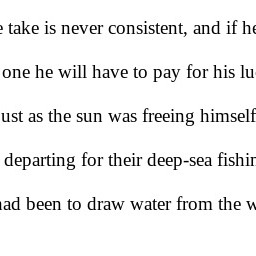 take is never consistent, and if he
one he will have to pay for his lu
ust as the sun was freeing himself
departing for their deep-sea fishin
had been to draw water from the w